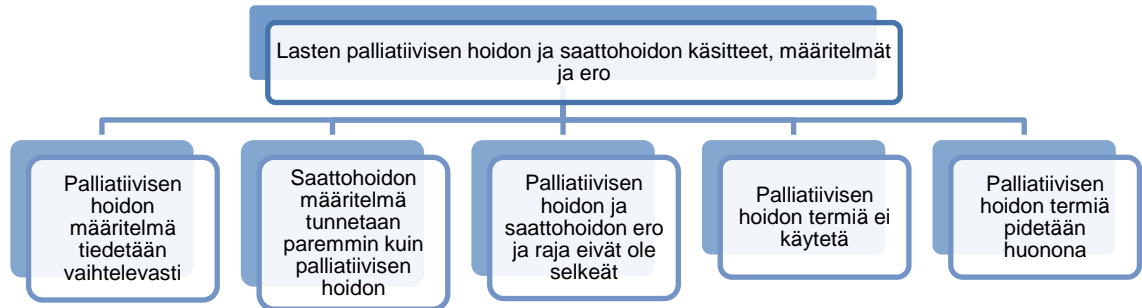 Lasten palliatiivisen hoidon ja saattohoidon käsitteet, määritelmät
ja ero
Palliatiivisen
hoidon
määritelmä
tiedetään
vaihtelevasti
Saattohoidon
määritelmä
tunnetaan
paremmin kuin
palliatiivisen
hoidon
Palliatiivisen
hoidon ja
saattohoidon ero
ja raja eivät ole
selkeät
Palliatiivisen
hoidon termiä ei
käytetä
Palliatiivisen
hoidon termiä
pidetään
huonona